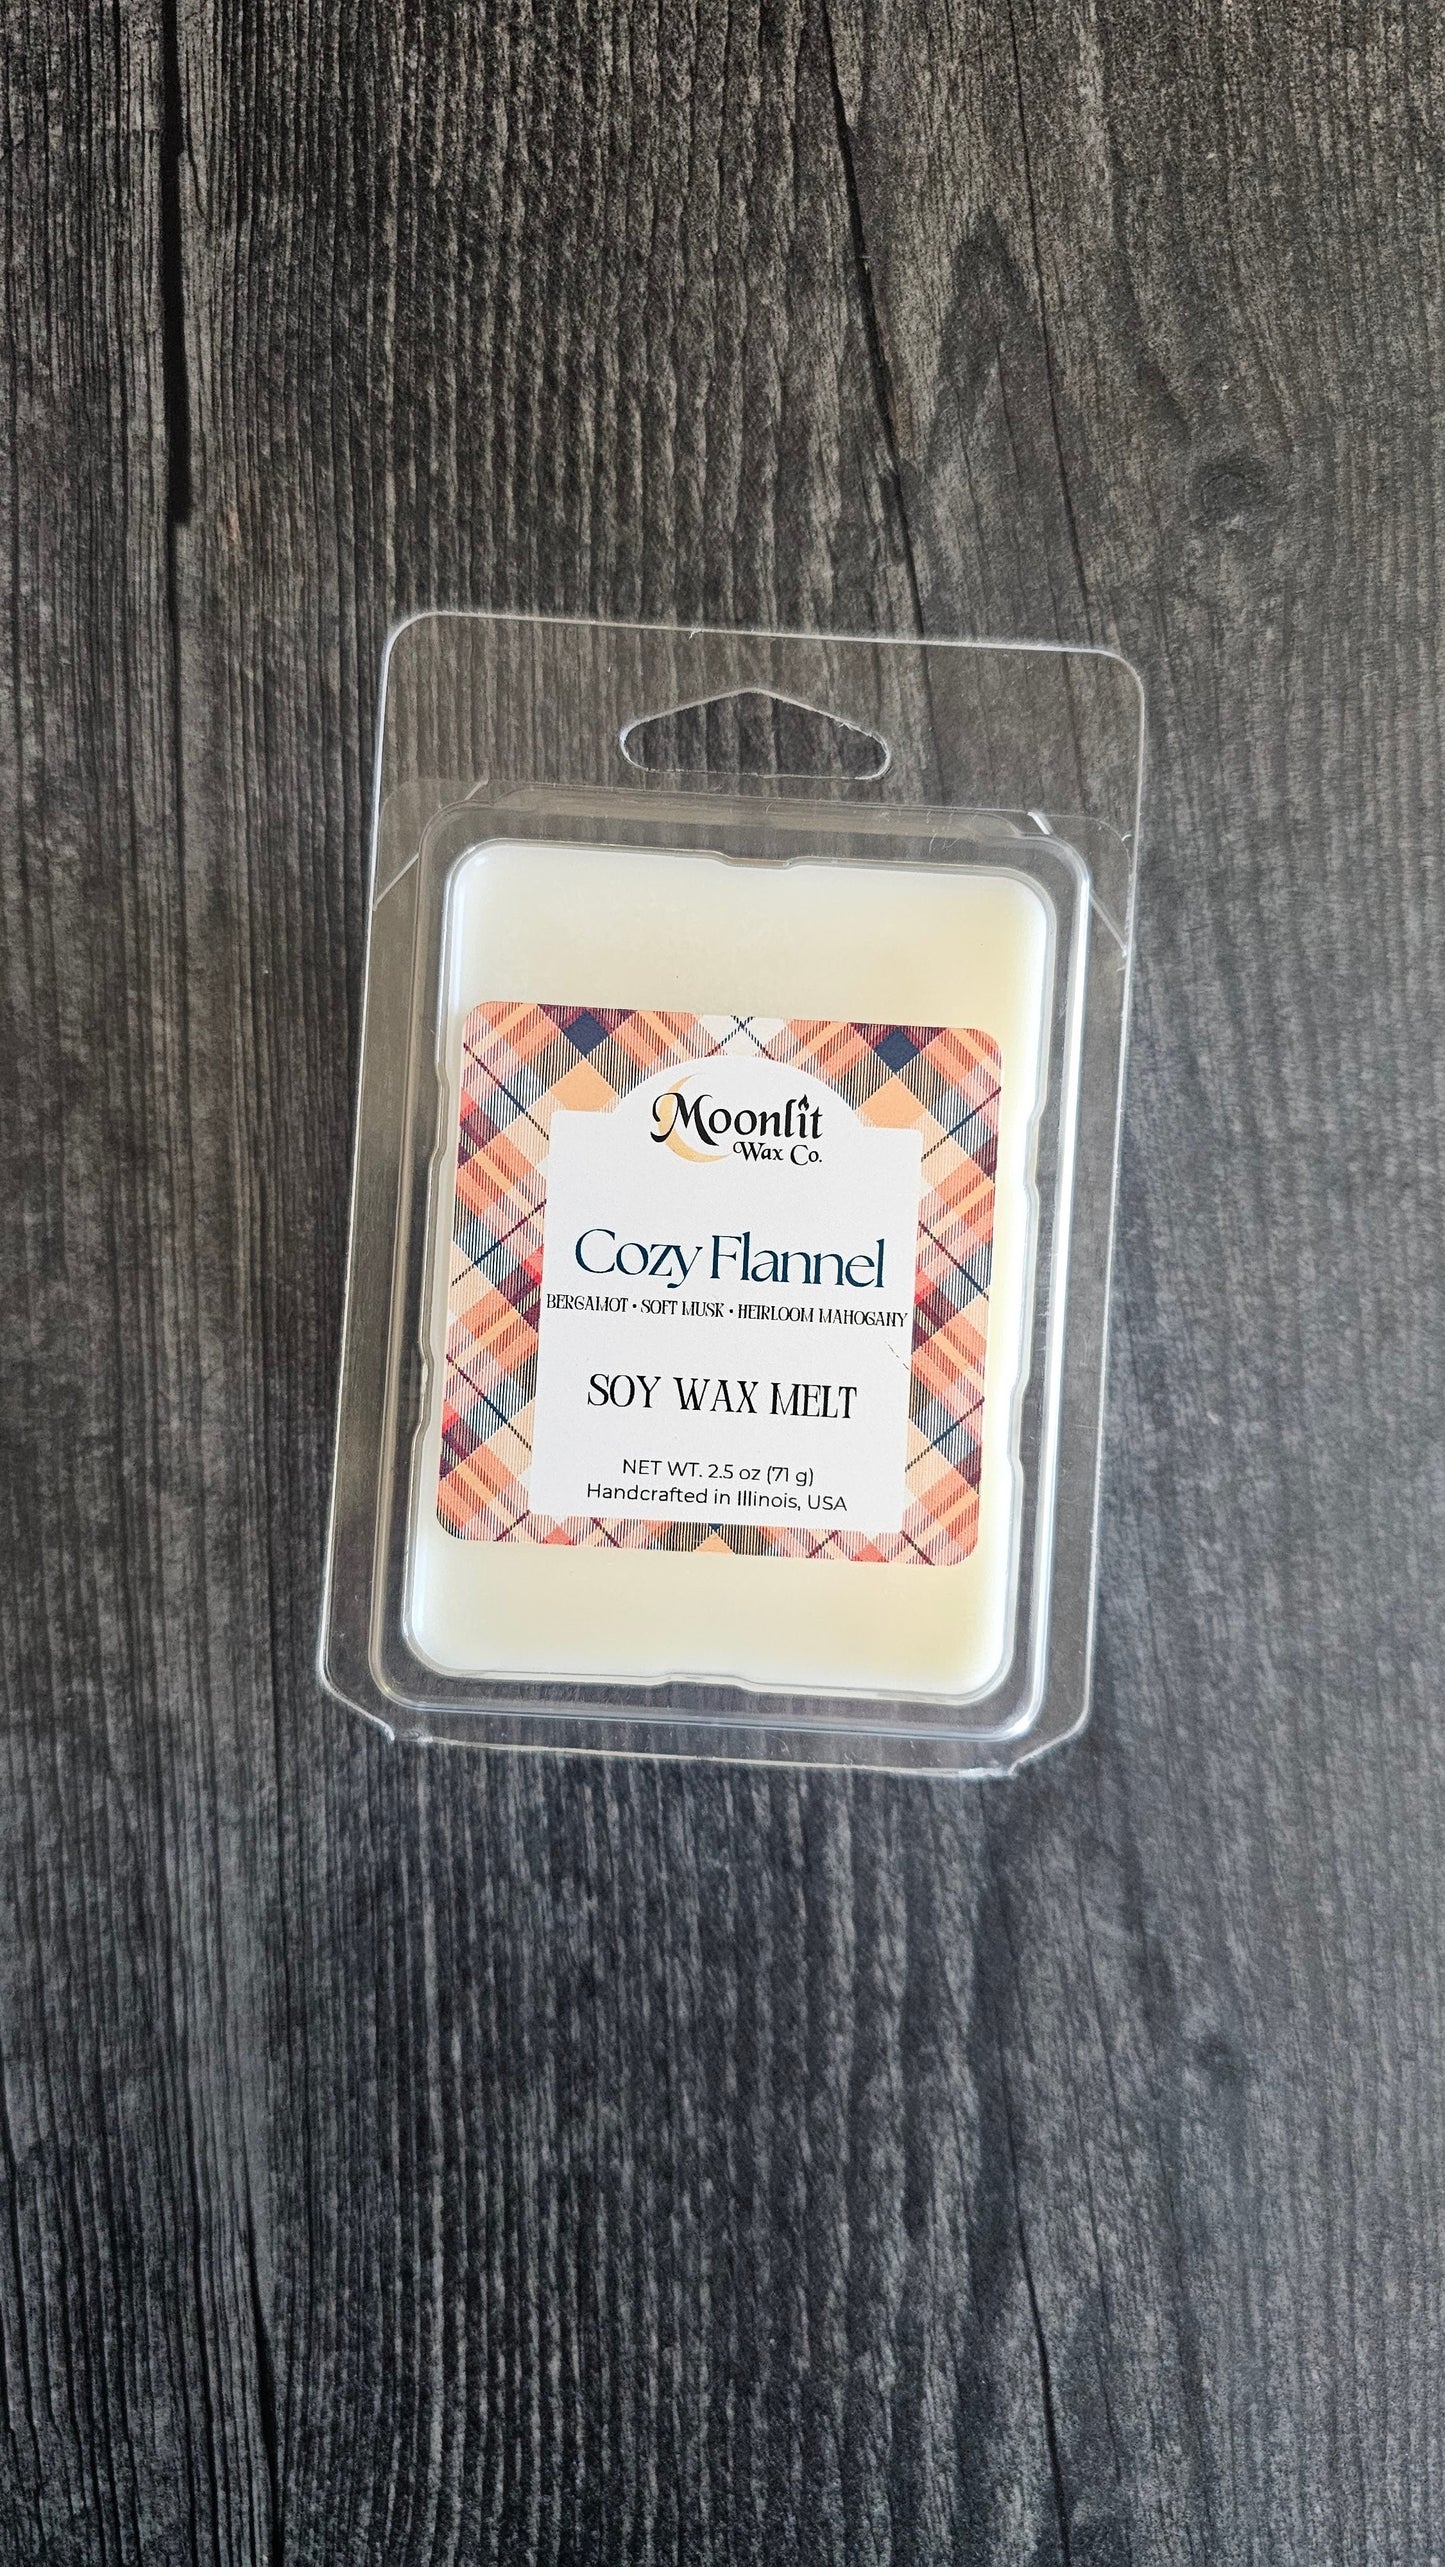 Moonlit
Wax Co.
Cozy Flannel
BERGAMOT • SOFT MUSK • HEIRLOOM MAHOGANY
SOY WAX MELT
NET WT. 2.5 oz (71 g)
Handcrafted in Illinois, USA